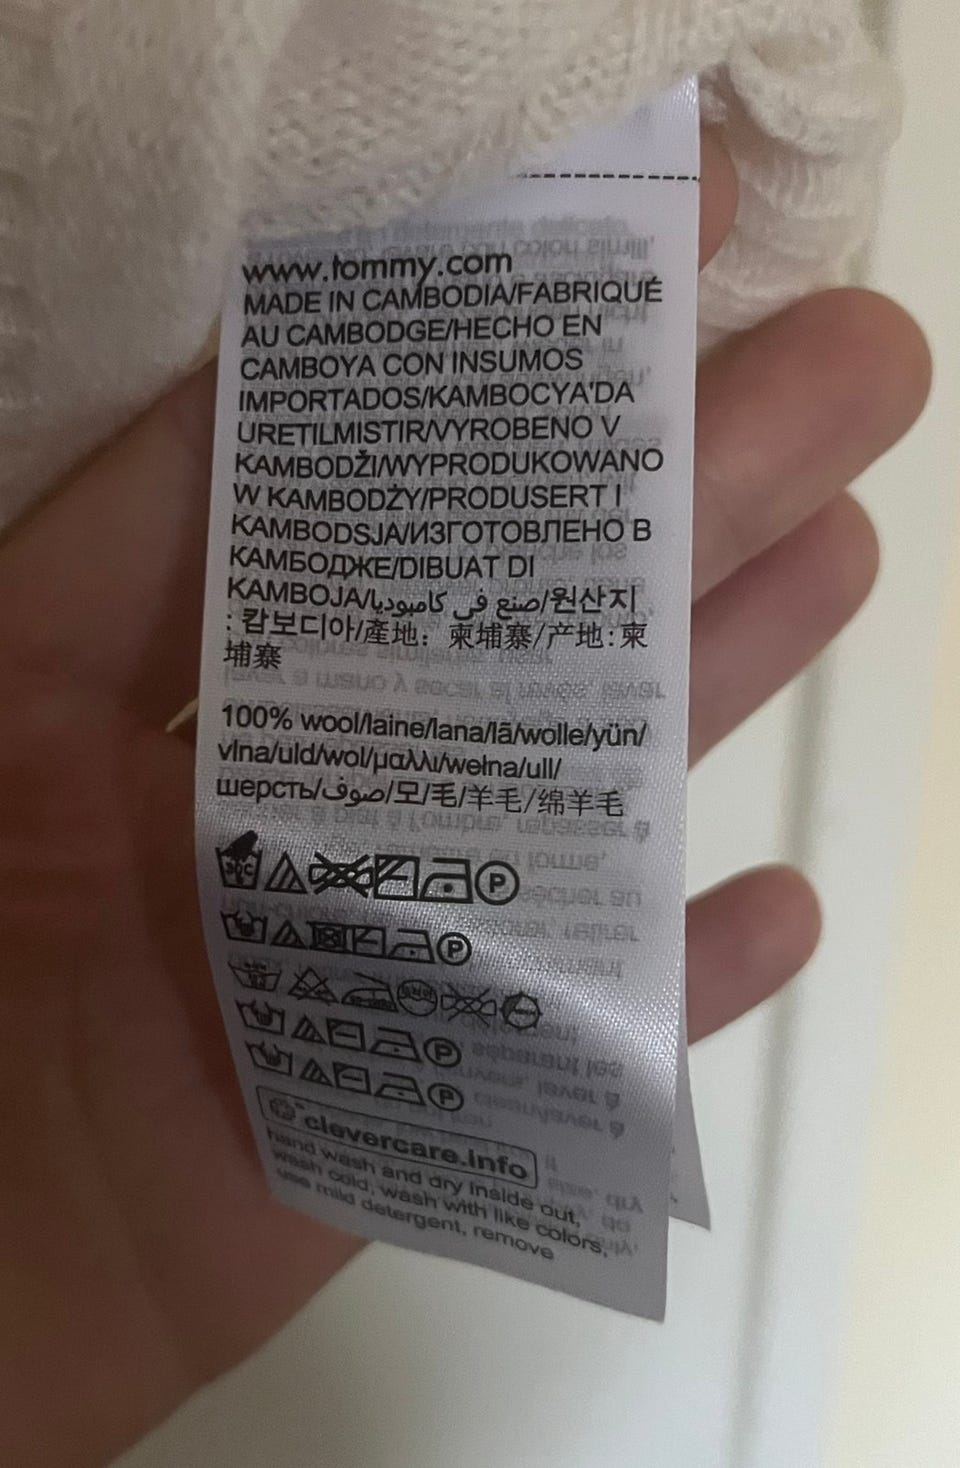 www.tommy.com
MADE IN CAMBODIA/FABRIQUÉ
AU CAMBODGE/HECHO EN
CAMBOYA CON INSUMOS
IMPORTADOS/KAMBOCYA'DA
URETILMISTIR/VYROBENO V
KAMBODŽI/WYPRODUKOWANO
W KAMBODŻY/PRODUSERT I
KAMBODSJA/ИЗГОТОВЛЕНО В
КАМБОДЖЕ/DIBUAT DI
KAMBOJA/صنع في كامبوديا/원산지
: 캄보디아/產地: 柬埔寨/产地:柬
埔寨
100% wool/laine/lana/lã/wolle/yün/
vlna/uld/wol/μαλλι/wełna/ull/
шерсть/صوف/모/毛/羊毛/绵羊毛
30C
P
P
P
P
clevercare.info
hand wash and dry inside out,
wash cold, wash with like colors,
use mild detergent, remove